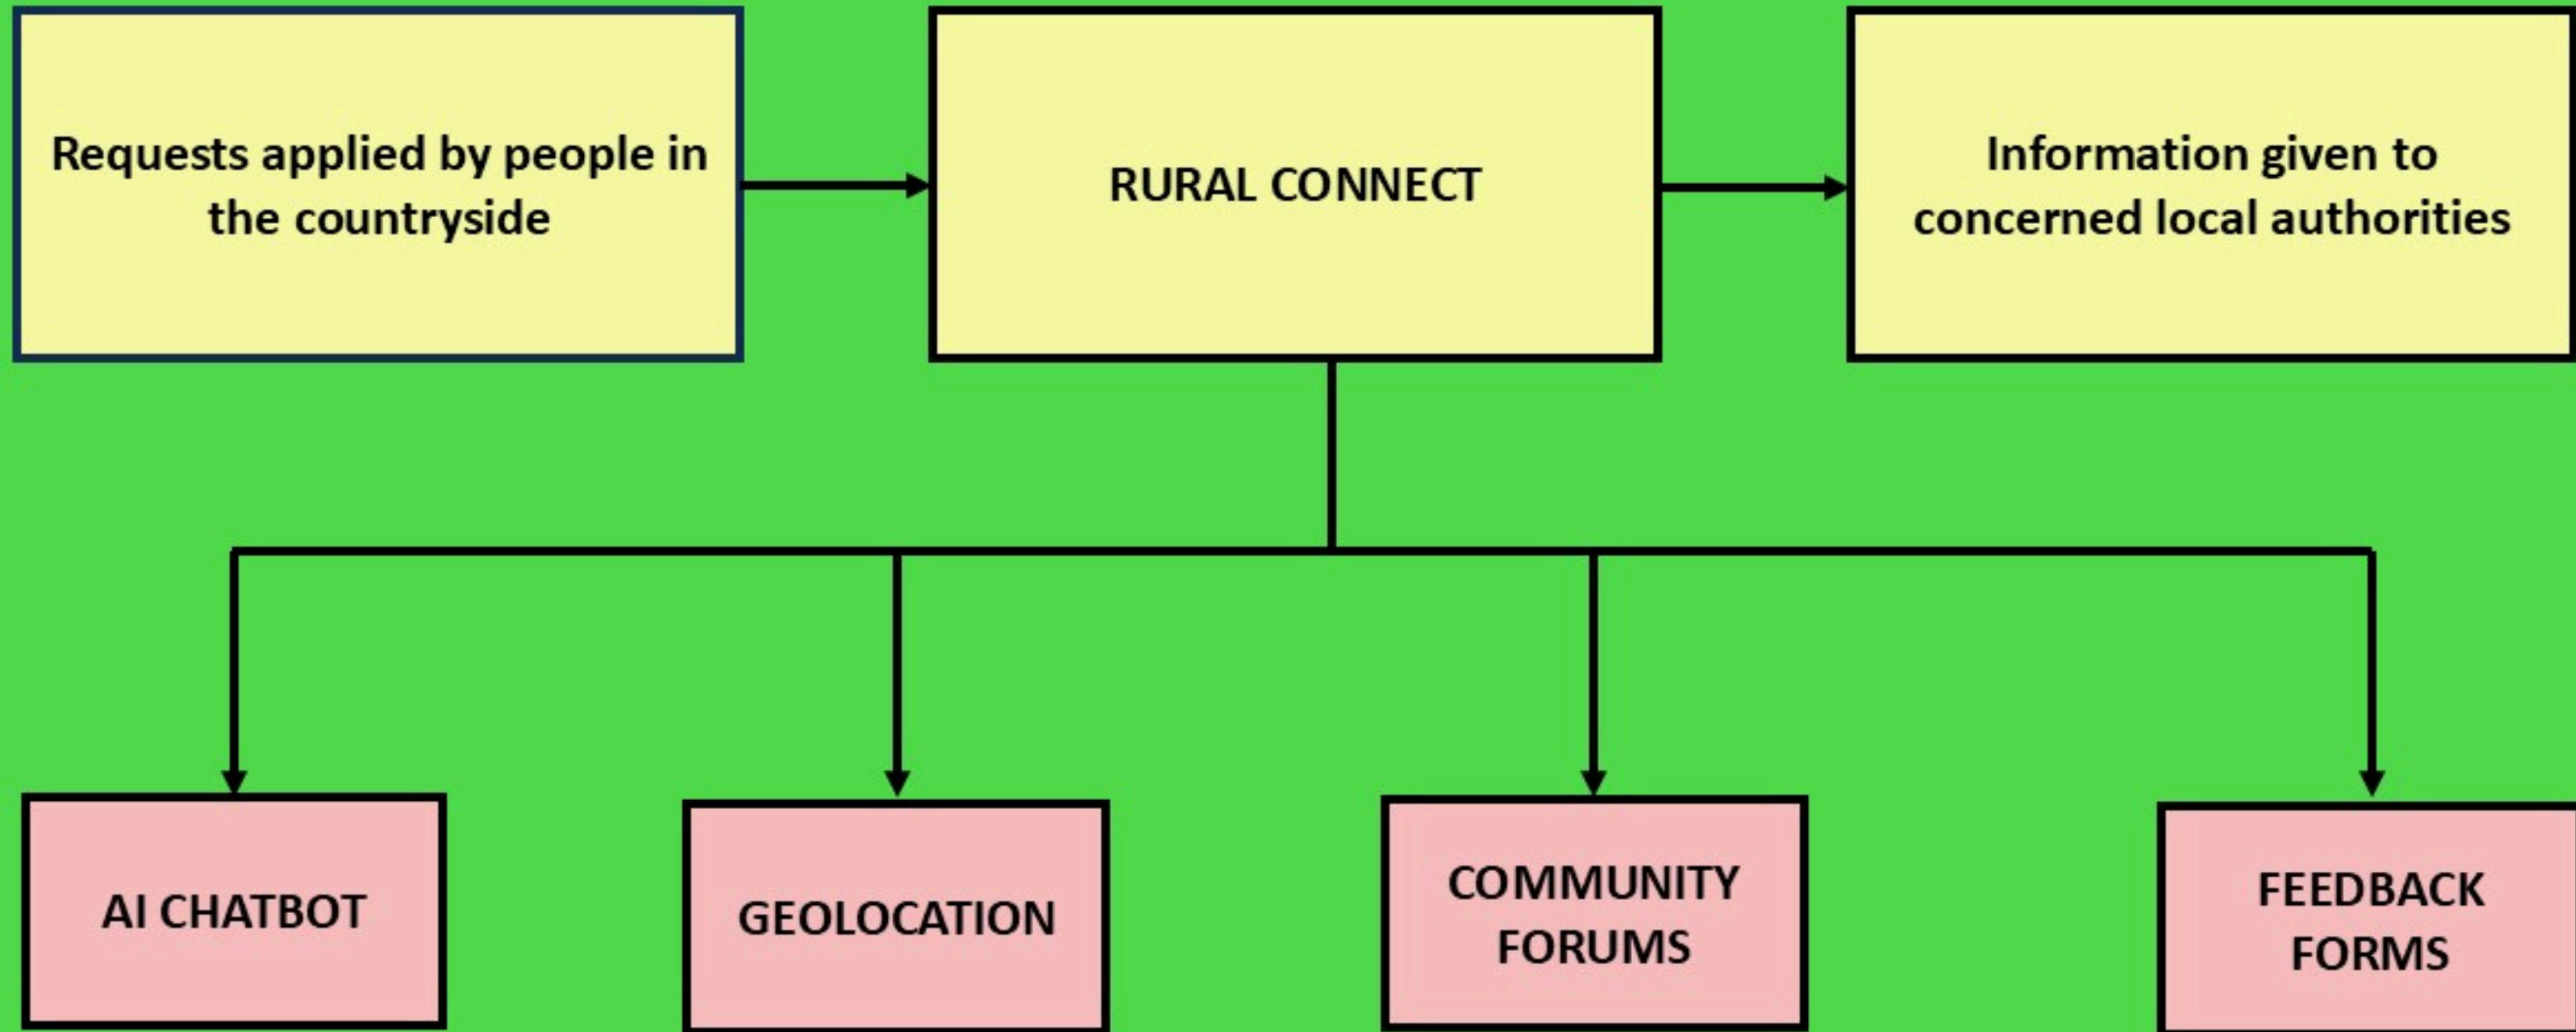 Requests applied by people in
the countryside
RURAL CONNECT
Information given to
concerned local authorities
AI CHATBOT
GEOLOCATION
COMMUNITY
FORUMS
FEEDBACK
FORMS